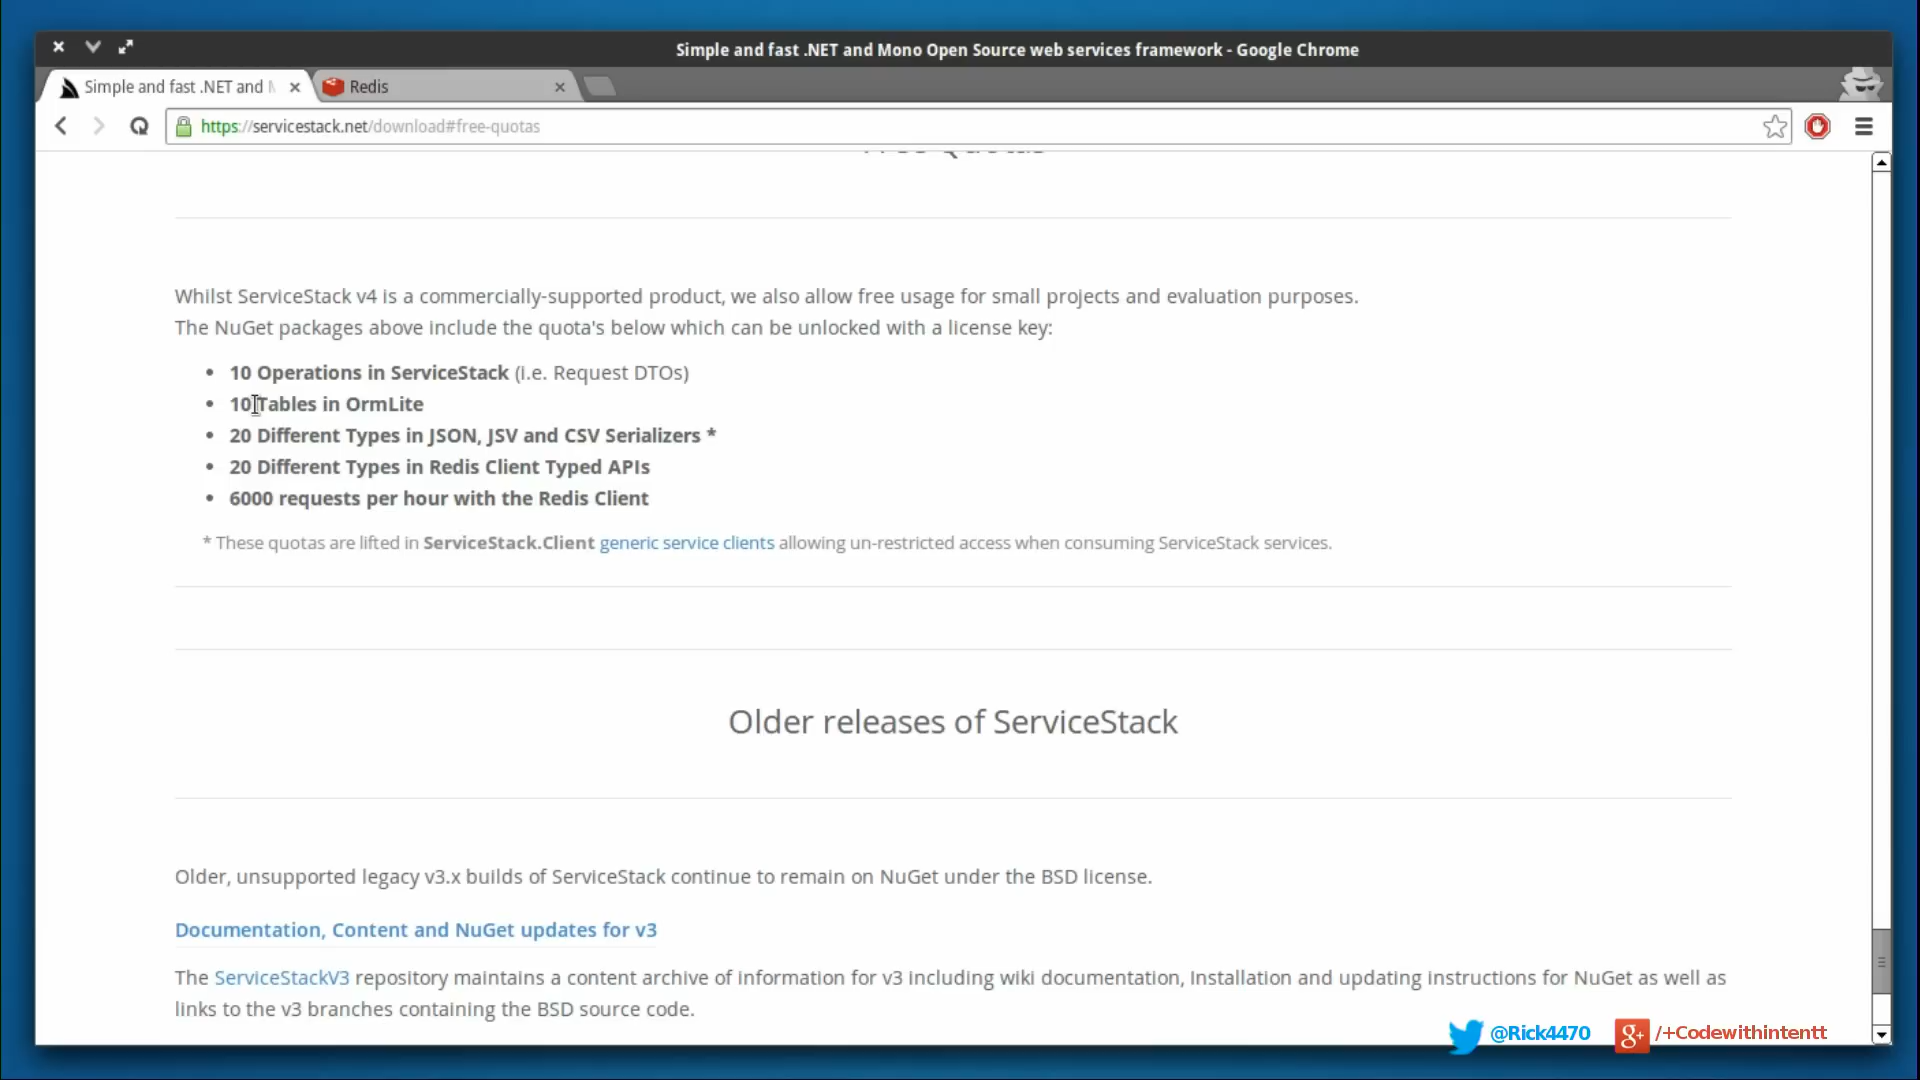 Simple and fast .NET and Mono Open Source web services framework - Google Chrome
Simple and fast .NET and
Redis
https://servicestack.net/download#free-quotas
Free Quotas
Whilst ServiceStack v4 is a commercially-supported product, we also allow free usage for small projects and evaluation purposes.
The NuGet packages above include the quota's below which can be unlocked with a license key:
• 10 Operations in ServiceStack (i.e. Request DTOs)
• 10 Tables in OrmLite
• 20 Different Types in JSON, JSV and CSV Serializers *
• 20 Different Types in Redis Client Typed APIs
• 6000 requests per hour with the Redis Client
* These quotas are lifted in ServiceStack.Client generic service clients allowing un-restricted access when consuming ServiceStack services.
Older releases of ServiceStack
Older, unsupported legacy v3.x builds of ServiceStack continue to remain on NuGet under the BSD license.
Documentation, Content and NuGet updates for v3
The ServiceStackV3 repository maintains a content archive of information for v3 including wiki documentation, Installation and updating instructions for NuGet as well as
links to the v3 branches containing the BSD source code.
@Rick4470
g+ /+Codewithintentt